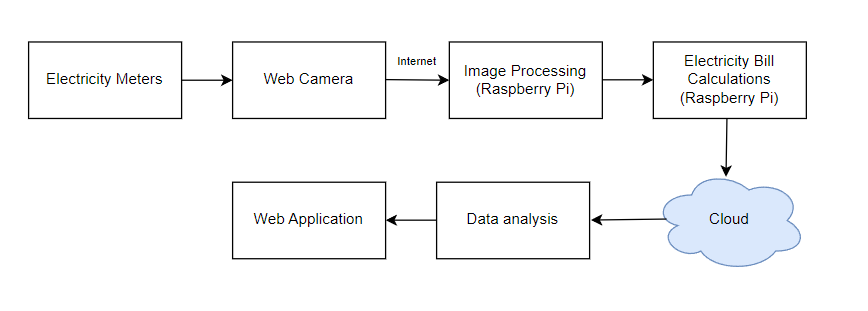 Electricity Meters
Web Camera
Internet
Image Processing
(Raspberry Pi)
Electricity Bill
Calculations
(Raspberry Pi)
Web Application
Data analysis
Cloud